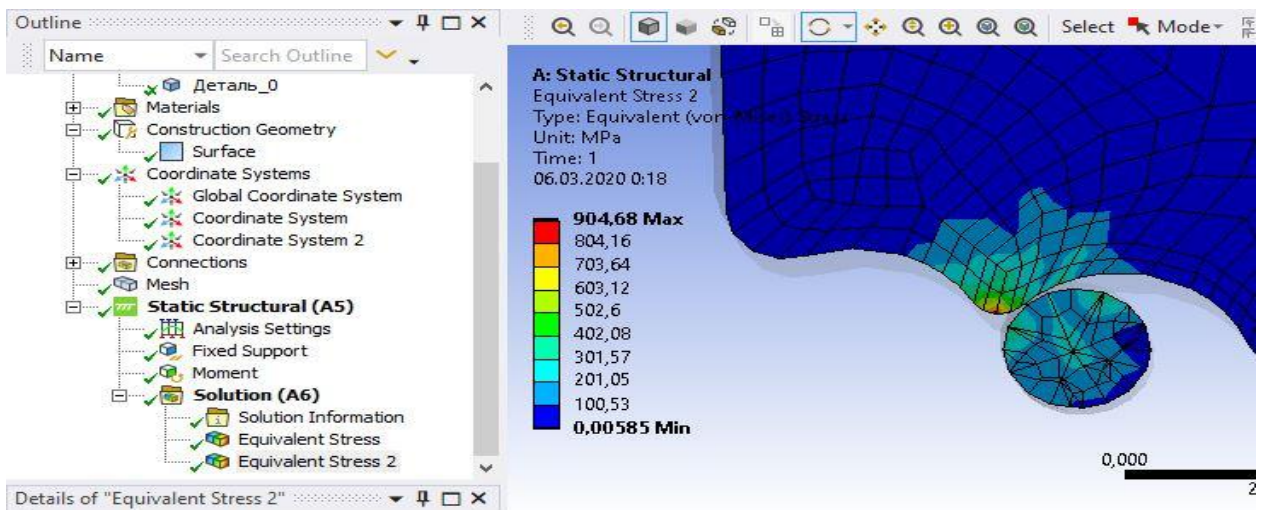 Outline
Name
Search Outline
Деталь_0
Materials
Construction Geometry
Surface
Coordinate Systems
Global Coordinate System
Coordinate System
Coordinate System 2
Connections
Mesh
Static Structural (A5)
Analysis Settings
Fixed Support
Moment
Solution (A6)
Solution Information
Equivalent Stress
Equivalent Stress 2
Details of "Equivalent Stress 2"
Select Mode
A: Static Structural
Equivalent Stress 2
Type: Equivalent
Unit: MPa
Time: 1
06.03.2020 0:18
904,68 Max
804,16
703,64
603,12
502,6
402,08
301,57
201,05
100,53
0,00585 Min
0,000
2